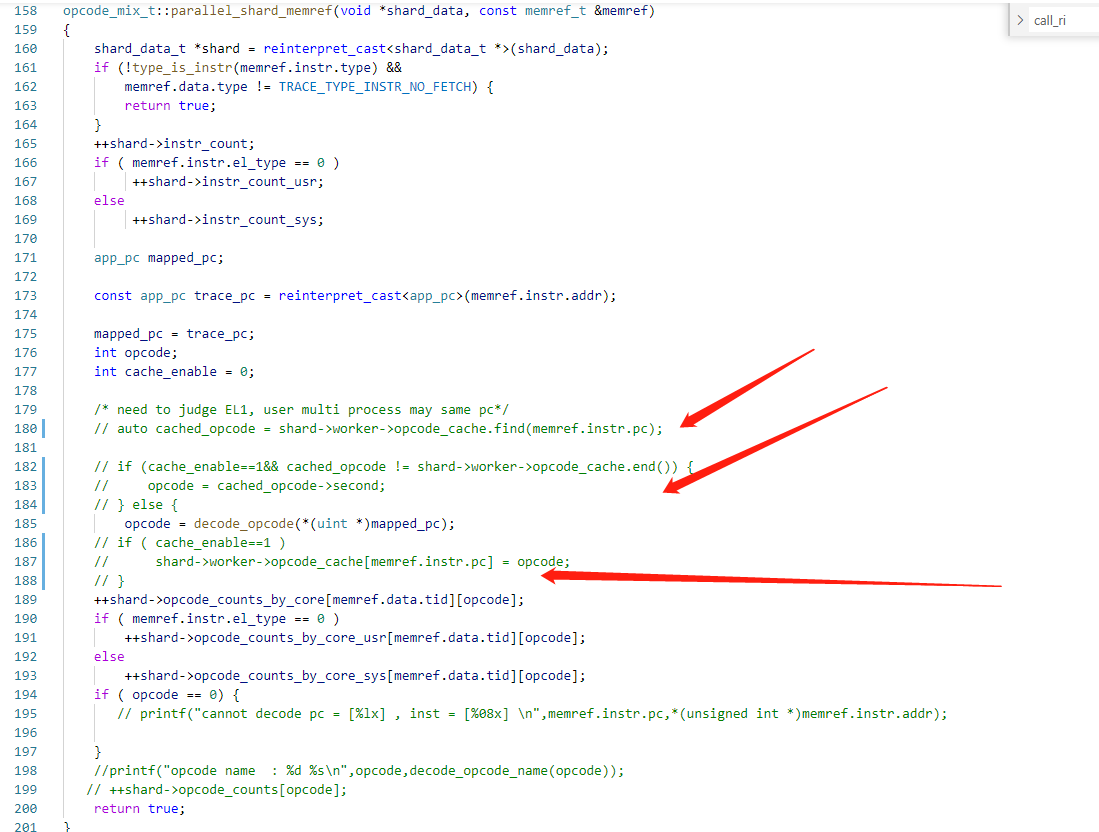 158 opcode_mix_t::parallel_shard_memref(void *shard_data, const memref_t &memref)
call_ri
159 {
160     shard_data_t *shard = reinterpret_cast<shard_data_t *>(shard_data);
161     if (!type_is_instr(memref.instr.type) &&
162         memref.data.type != TRACE_TYPE_INSTR_NO_FETCH) {
163         return true;
164     }
165     ++shard->instr_count;
166     if ( memref.instr.el_type == 0 )
167          ++shard->instr_count_usr;
168     else
169          ++shard->instr_count_sys;
170
171     app_pc mapped_pc;
172
173     const app_pc trace_pc = reinterpret_cast<app_pc>(memref.instr.addr);
174
175     mapped_pc = trace_pc;
176     int opcode;
177     int cache_enable = 0;
178
179     /* need to judge EL1, user multi process may same pc*/
180     // auto cached_opcode = shard->worker->opcode_cache.find(memref.instr.pc);
181
182     // if (cache_enable==1&& cached_opcode != shard->worker->opcode_cache.end()) {
183     //     opcode = cached_opcode->second;
184     // } else {
185         opcode = decode_opcode(*(uint *)mapped_pc);
186     // if ( cache_enable==1 )
187     //      shard->worker->opcode_cache[memref.instr.pc] = opcode;
188     // }
189     ++shard->opcode_counts_by_core[memref.data.tid][opcode];
190     if ( memref.instr.el_type == 0 )
191         ++shard->opcode_counts_by_core_usr[memref.data.tid][opcode];
192     else
193         ++shard->opcode_counts_by_core_sys[memref.data.tid][opcode];
194     if ( opcode == 0) {
195        // printf("cannot decode pc = [%lx] , inst = [%08x] \n",memref.instr.pc,*(unsigned int *)memref.instr.addr);
196
197     }
198     //printf("opcode name  : %d %s\n",opcode,decode_opcode_name(opcode));
199    // ++shard->opcode_counts[opcode];
200     return true;
201 }